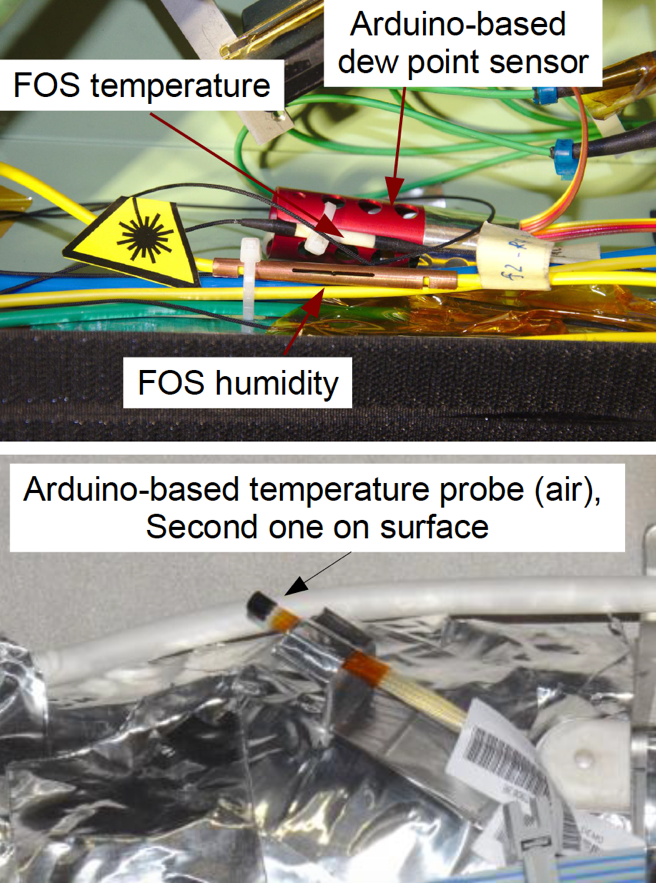 Arduino-based
dew point sensor
FOS temperature
FOS humidity
Arduino-based temperature probe (air),
Second one on surface